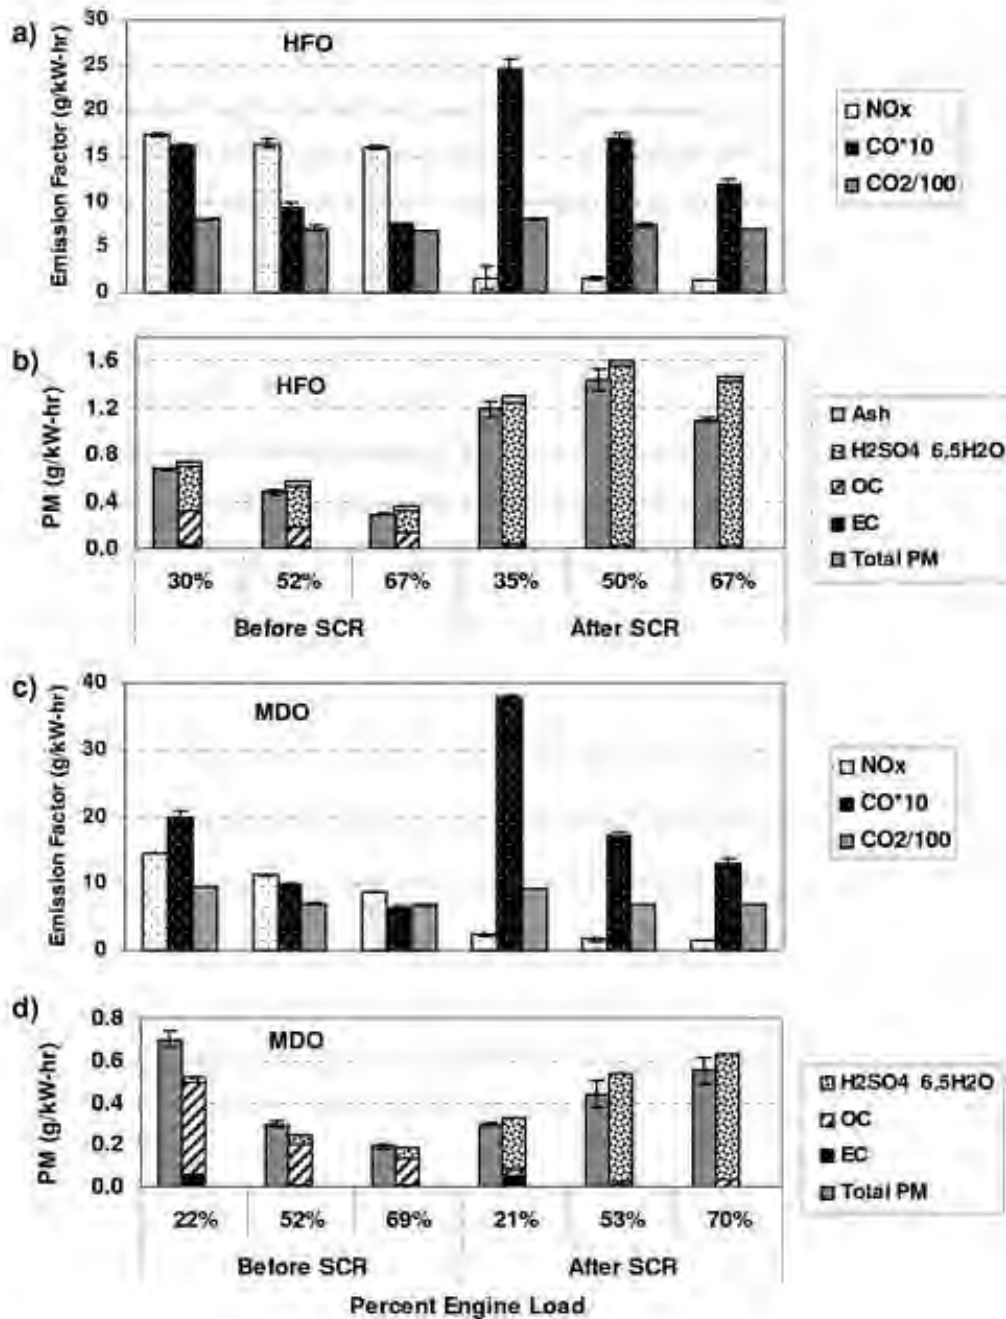 a)
HFO
Emission Factor (g/kW-hr)
30
25
20
15
10
5
0
NOx
CO*10
CO2/100
b)
HFO
PM (g/kW-hr)
1.6
1.2
0.8
0.4
0.0
30% 52% 67% 35% 50% 67%
Before SCR After SCR
Ash
H2SO4 6.5H2O
OC
EC
Total PM
c)
MDO
Emission Factor (g/kW-hr)
40
30
20
10
0
NOx
CO*10
CO2/100
d)
MDO
PM (g/kW-hr)
0.8
0.6
0.4
0.2
0.0
22% 52% 69% 21% 53% 70%
Before SCR After SCR
Percent Engine Load
H2SO4 6.5H2O
OC
EC
Total PM